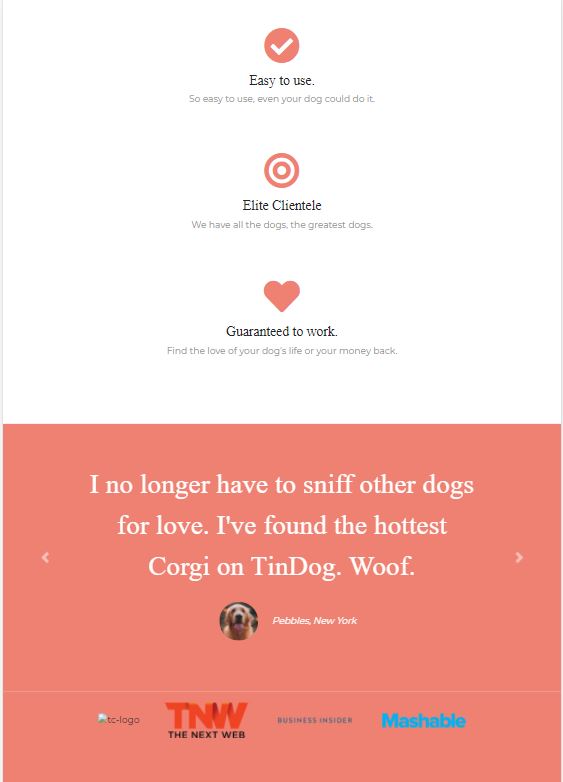 Easy to use.
So easy to use, even your dog could do it.
Elite Clientele
We have all the dogs, the greatest dogs.
Guaranteed to work.
Find the love of your dog's life or your money back.
I no longer have to sniff other dogs
for love. I've found the hottest
Corgi on TinDog. Woof.
Pebbles, New York
tc-logo
TNW
THE NEXT WEB
BUSINESS INSIDER
Mashable